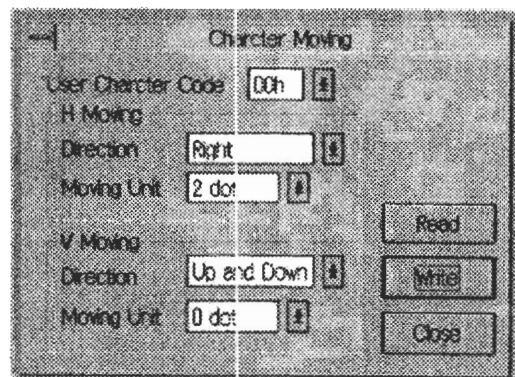 Charcter Moving
User Charcter Code 00h
H Moving
Direction Right
Moving Unit 2 dot
V Moving
Direction Up and Down
Moving Unit 0 dot
Read
Write
Close